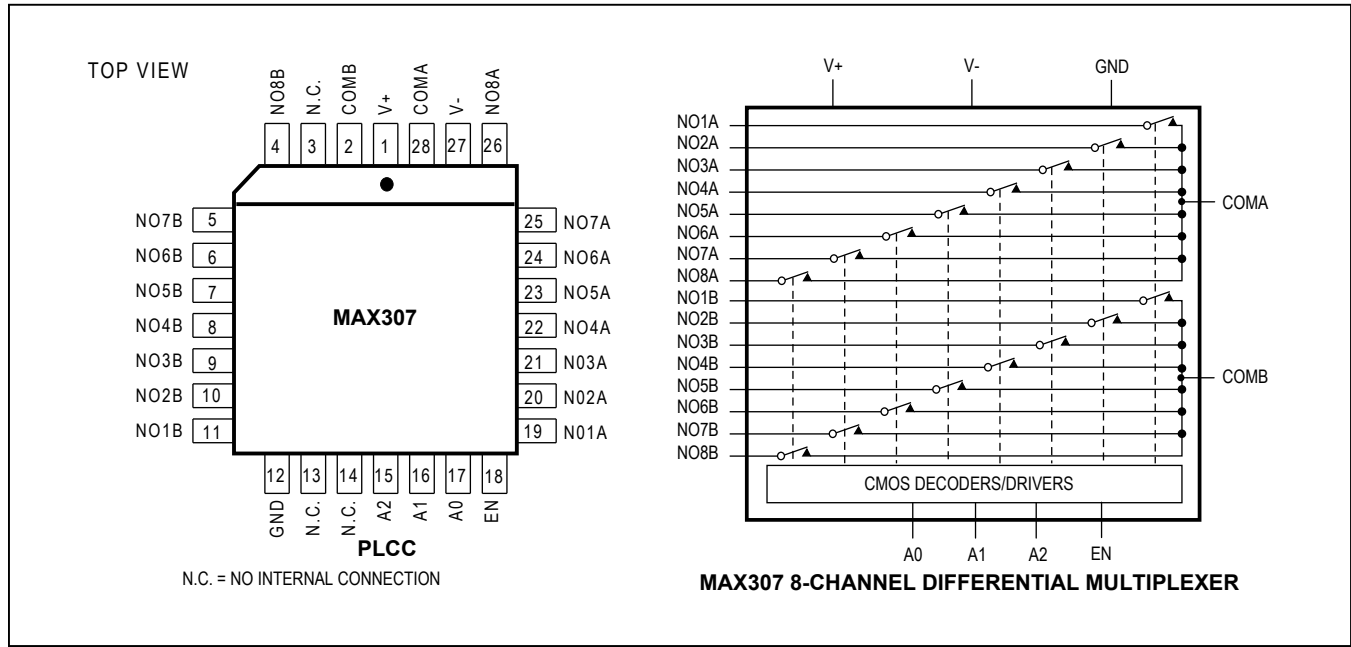 TOP VIEW
NO8B
N.C.
COMB
V+
COMA
V-
NO8A
4 3 2 1 28 27 26
NO7B 5
NO6B 6
NO5B 7
NO4B 8
NO3B 9
NO2B 10
NO1B 11
MAX307
25 NO7A
24 NO6A
23 NO5A
22 NO4A
21 N03A
20 N02A
19 N01A
12 13 14 15 16 17 18
GND
N.C.
N.C.
A2
A1
A0
EN
PLCC
N.C. = NO INTERNAL CONNECTION
V+ V- GND
NO1A
NO2A
NO3A
NO4A
NO5A
NO6A
NO7A
NO8A
NO1B
NO2B
NO3B
NO4B
NO5B
NO6B
NO7B
NO8B
COMA
COMB
CMOS DECODERS/DRIVERS
A0 A1 A2 EN
MAX307 8-CHANNEL DIFFERENTIAL MULTIPLEXER